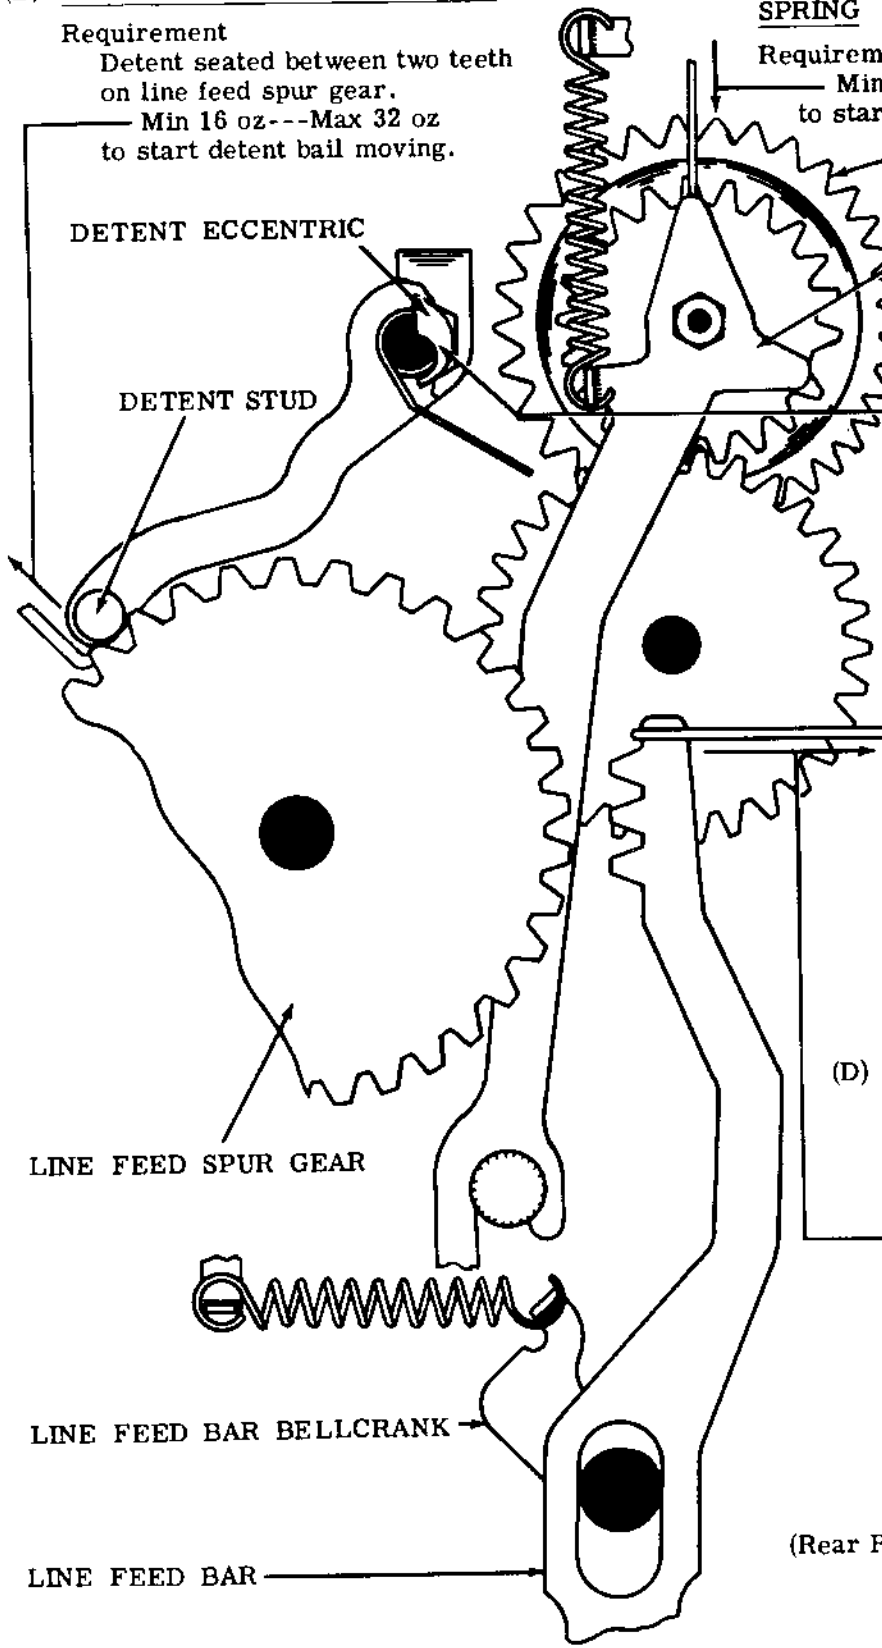 Requirement
Detent seated between two teeth
on line feed spur gear.
Min 16 oz---Max 32 oz
to start detent bail moving.
SPRING
Requirem
Min
to star
DETENT ECCENTRIC
DETENT STUD
(D)
LINE FEED SPUR GEAR
LINE FEED BAR BELLCRANK
LINE FEED BAR
(Rear